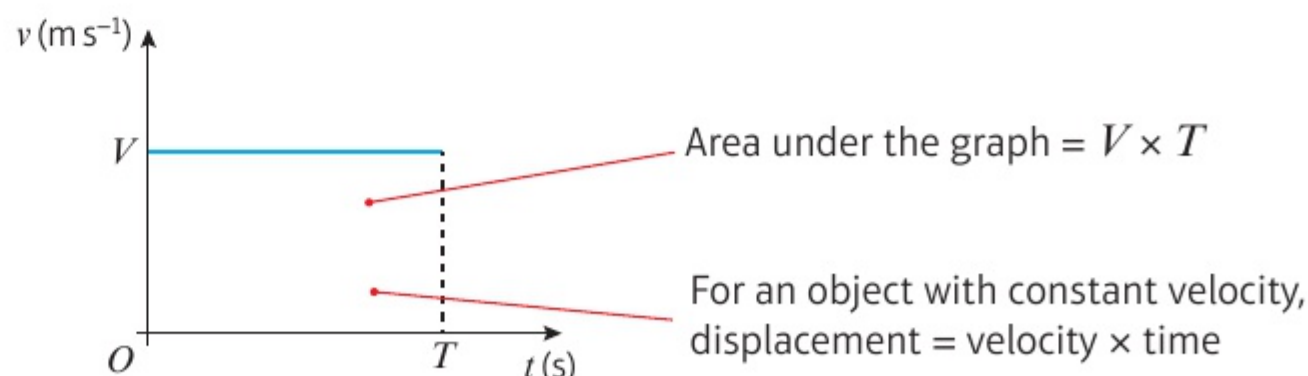 v (m s⁻¹)
V
Area under the graph = V × T
For an object with constant velocity,
displacement = velocity × time
O
T
t (s)